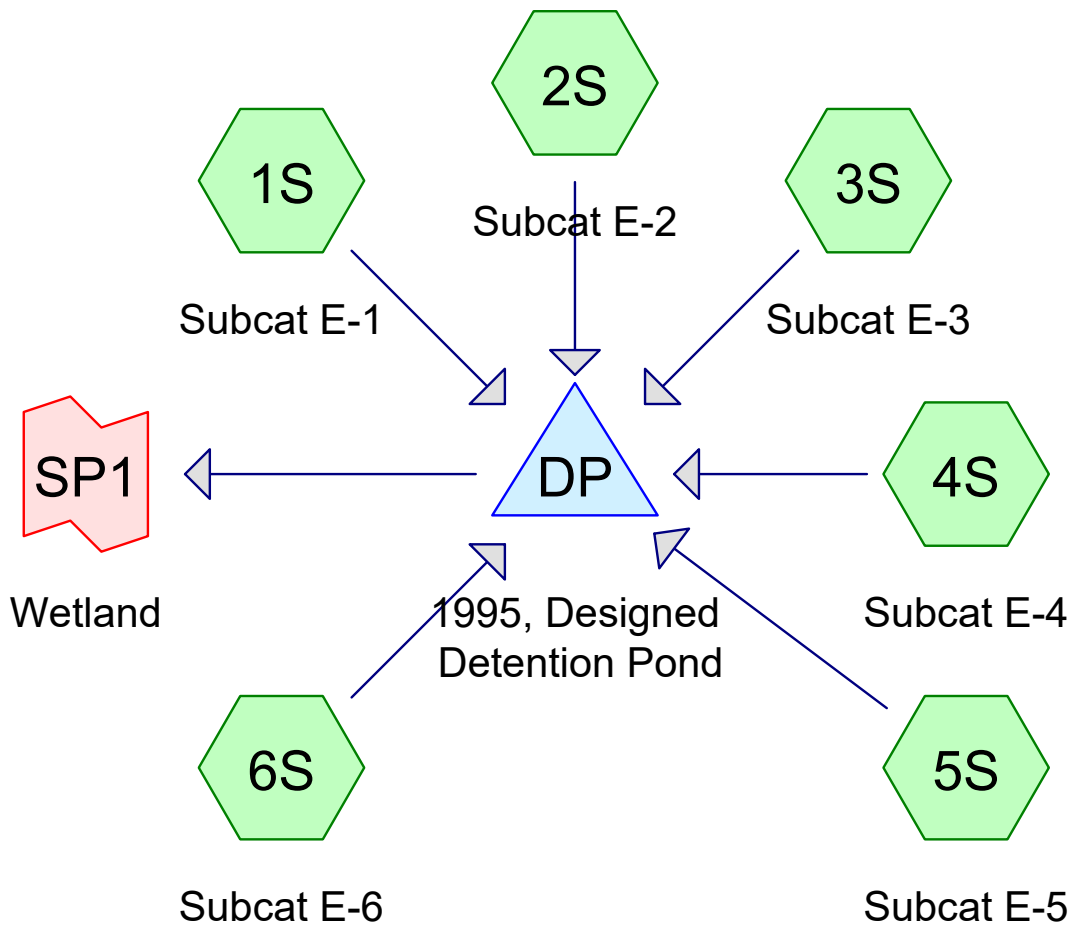 2S
1S
3S
Subcat E-2
Subcat E-1
Subcat E-3
SP1
DP
4S
Wetland
1995, Designed
Detention Pond
Subcat E-4
6S
5S
Subcat E-6
Subcat E-5